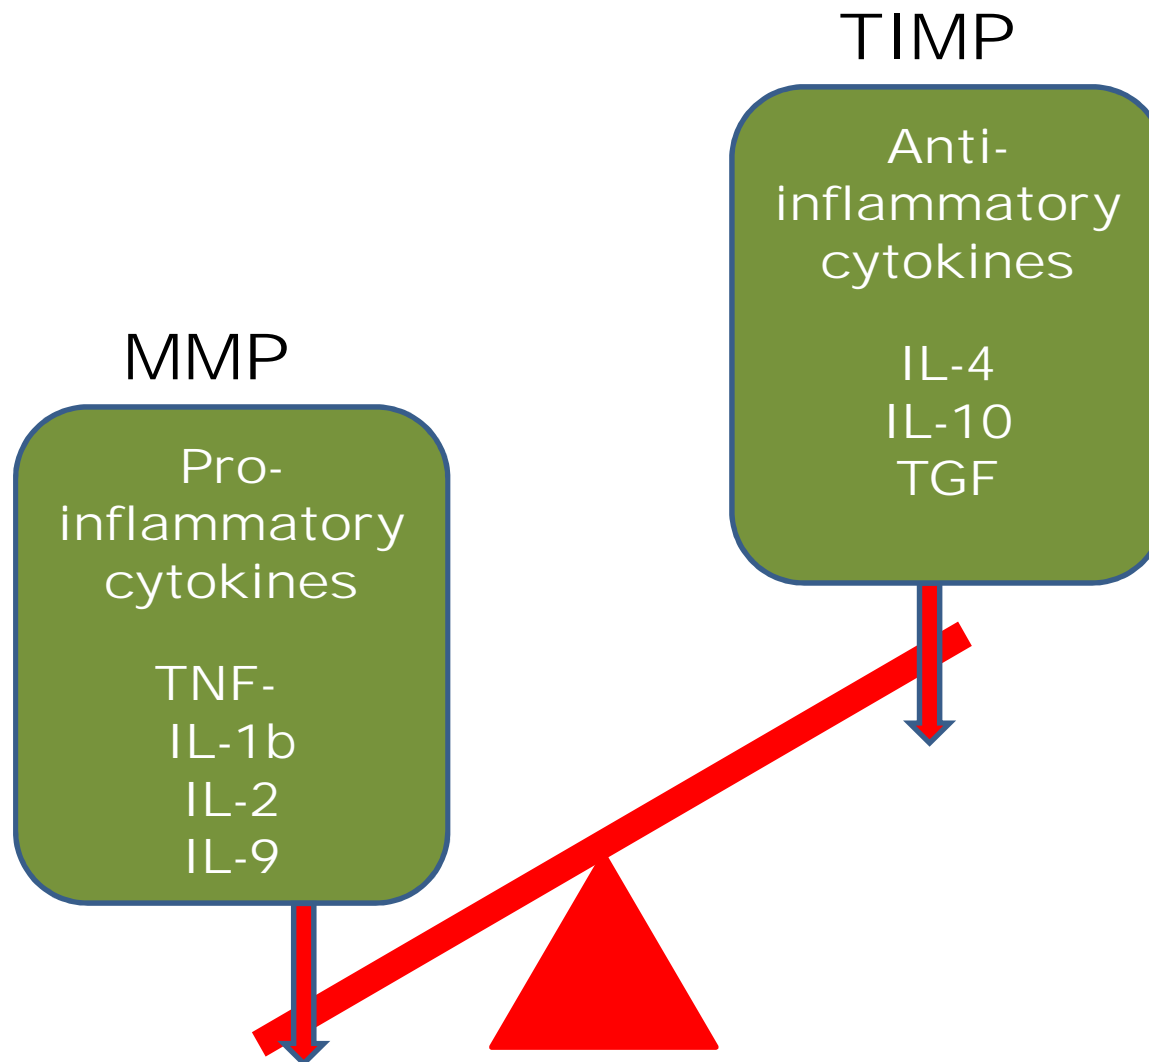 MMP
Pro-
inflammatory
cytokines
TNF-
IL-1b
IL-2
IL-9
TIMP
Anti-
inflammatory
cytokines
IL-4
IL-10
TGF